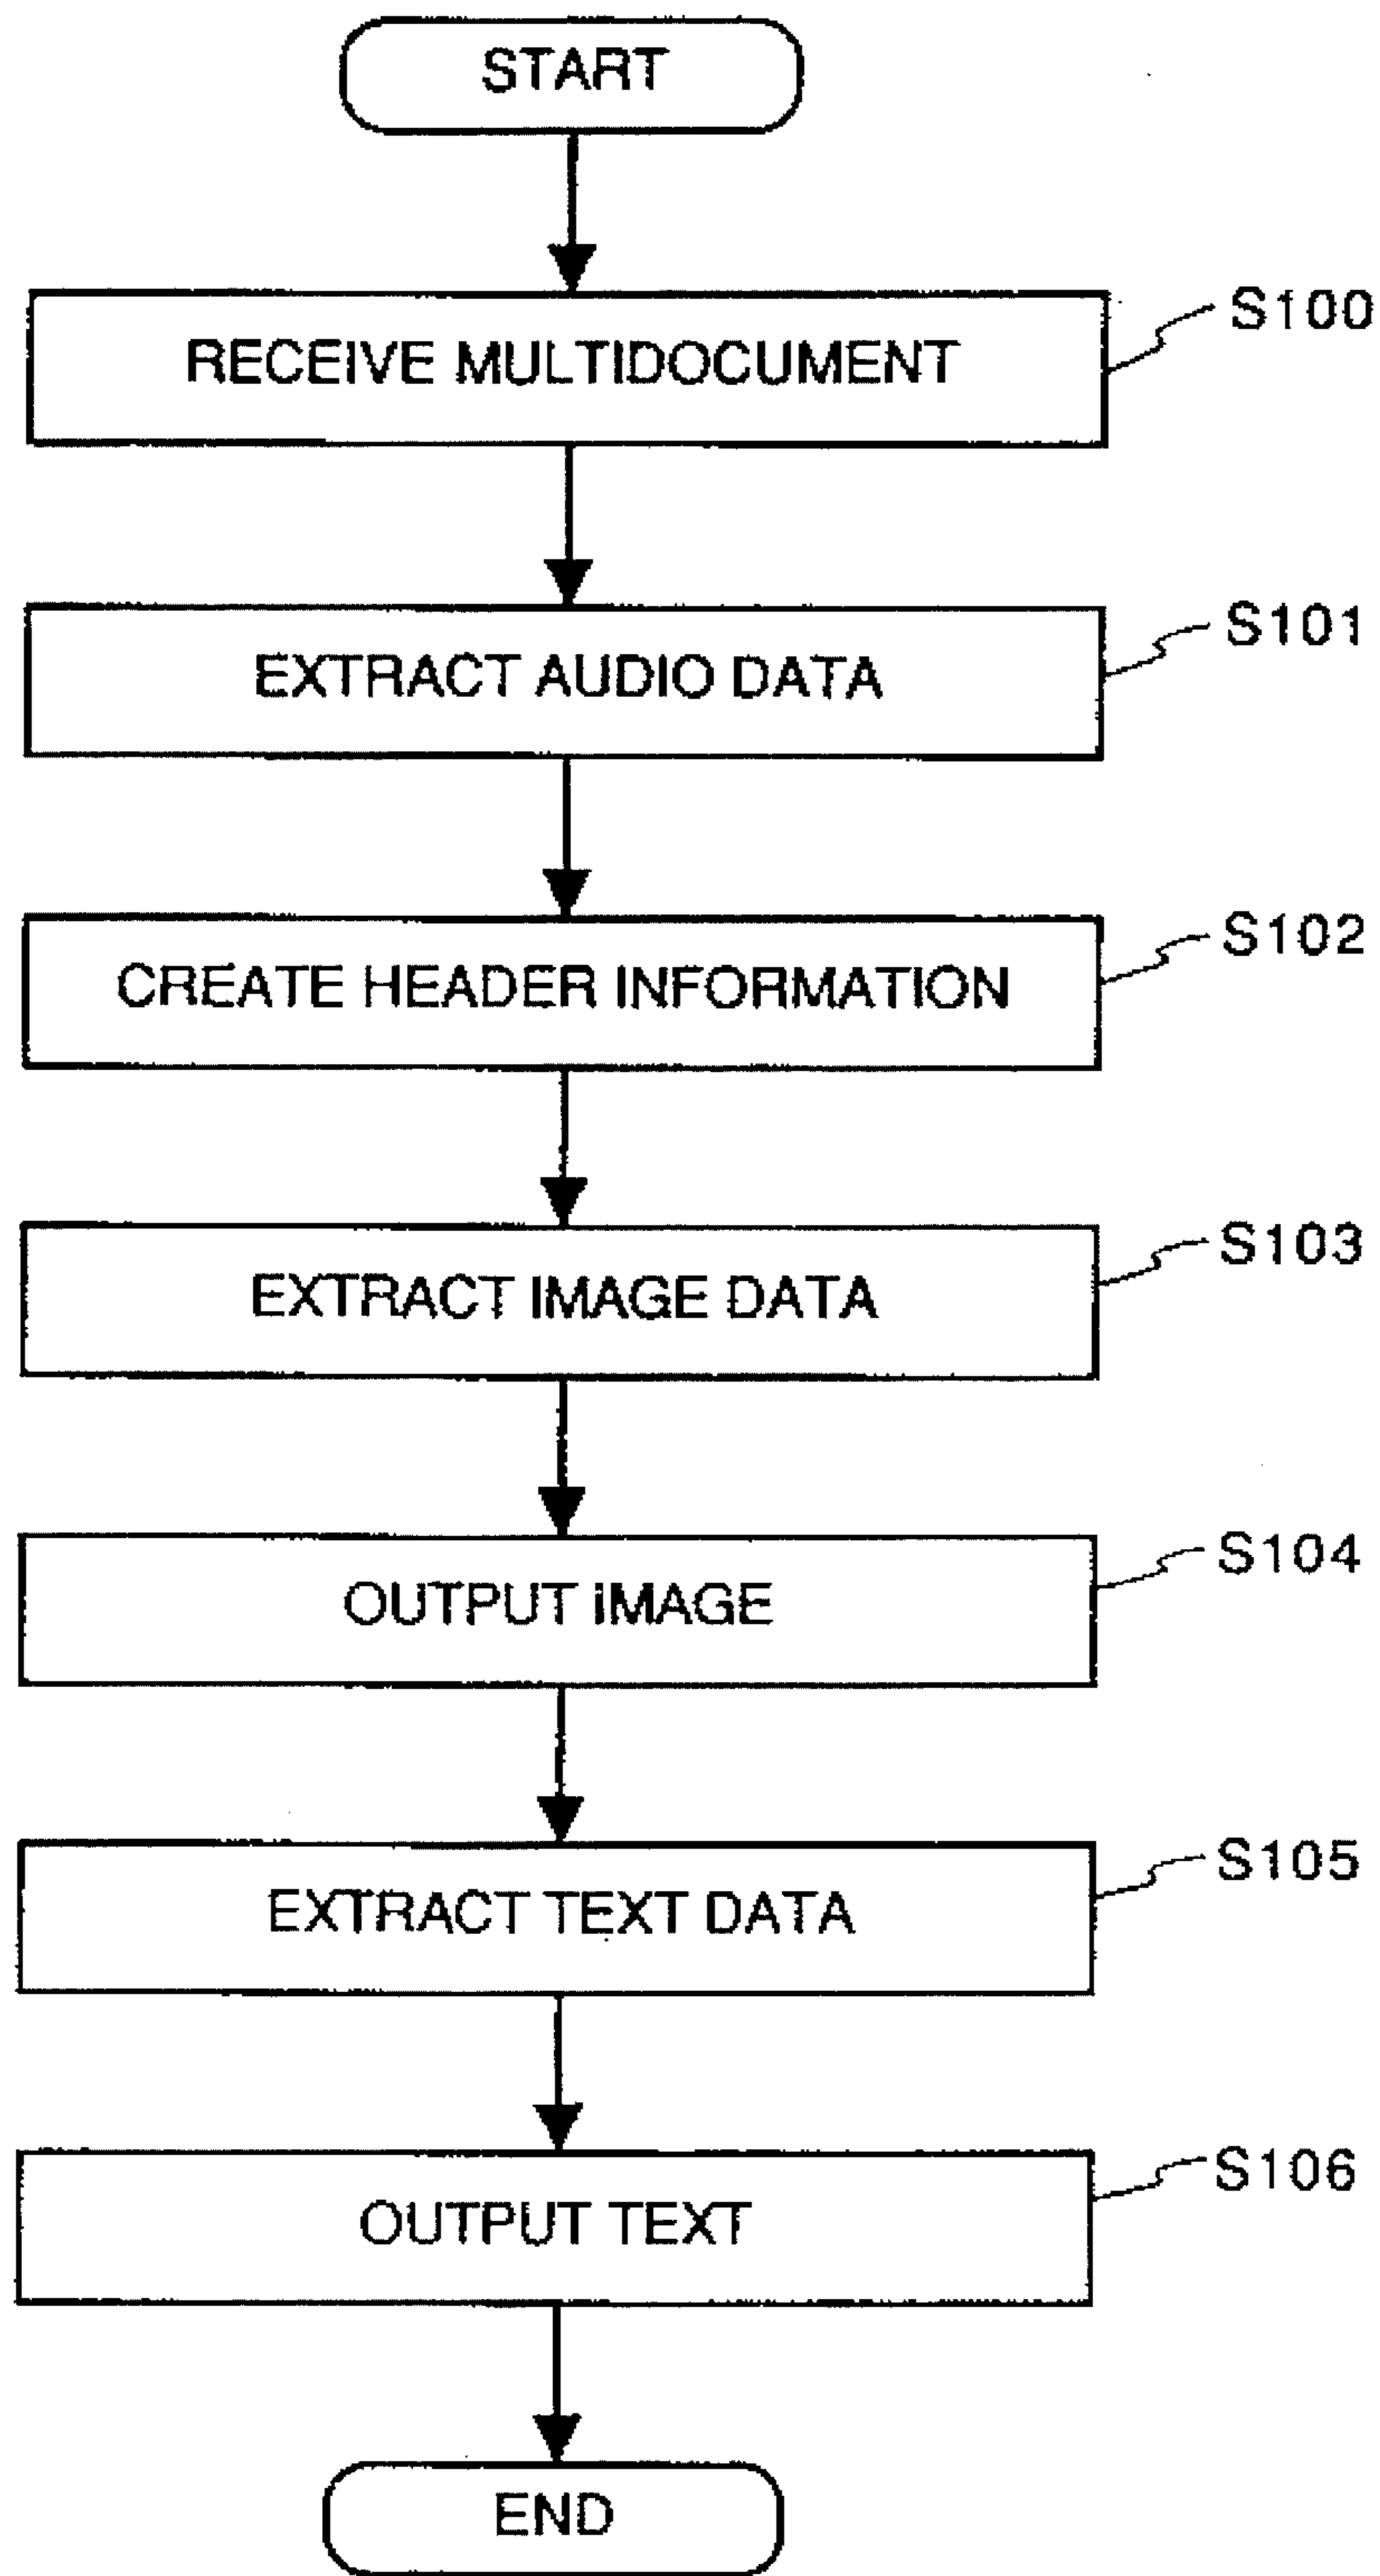 START
RECEIVE MULTIDOCUMENT
S100
EXTRACT AUDIO DATA
S101
CREATE HEADER INFORMATION
S102
EXTRACT IMAGE DATA
S103
OUTPUT IMAGE
S104
EXTRACT TEXT DATA
S105
OUTPUT TEXT
S106
END